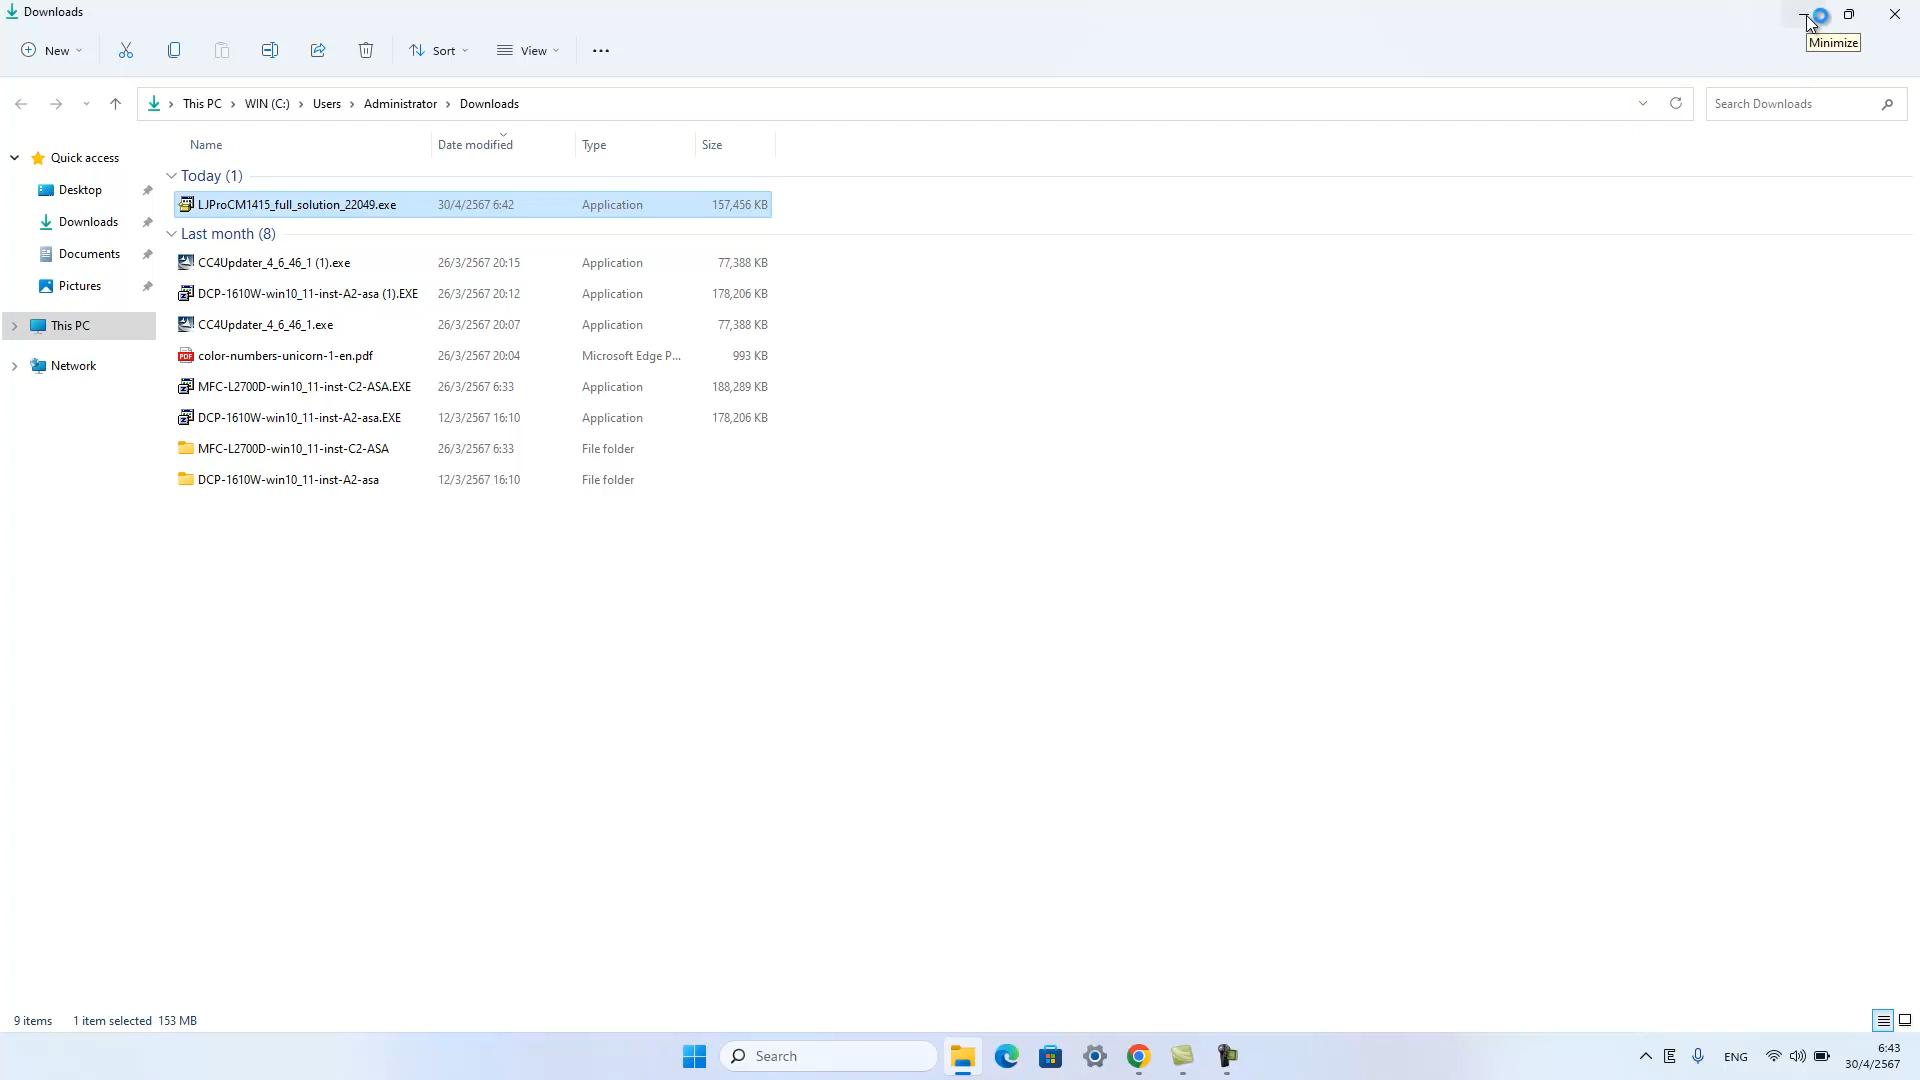 Downloads
Minimize
New
Sort
View
This PC > WIN (C:) > Users > Administrator > Downloads
Search Downloads
Name Date modified Type Size
Quick access
Desktop
Downloads
Documents
Pictures
This PC
Network
Today (1)
LJProCM1415_full_solution_22049.exe 30/4/2567 6:42 Application 157,456 KB
Last month (8)
CC4Updater_4_6_46_1 (1).exe 26/3/2567 20:15 Application 77,388 KB
DCP-1610W-win10_11-inst-A2-asa (1).EXE 26/3/2567 20:12 Application 178,206 KB
CC4Updater_4_6_46_1.exe 26/3/2567 20:07 Application 77,388 KB
PDF color-numbers-unicorn-1-en.pdf 26/3/2567 20:04 Microsoft Edge P... 993 KB
MFC-L2700D-win10_11-inst-C2-ASA.EXE 26/3/2567 6:33 Application 188,289 KB
DCP-1610W-win10_11-inst-A2-asa.EXE 12/3/2567 16:10 Application 178,206 KB
MFC-L2700D-win10_11-inst-C2-ASA 26/3/2567 6:33 File folder
DCP-1610W-win10_11-inst-A2-asa 12/3/2567 16:10 File folder
9 items 1 item selected 153 MB
Search
E
ENG
6:43
30/4/2567